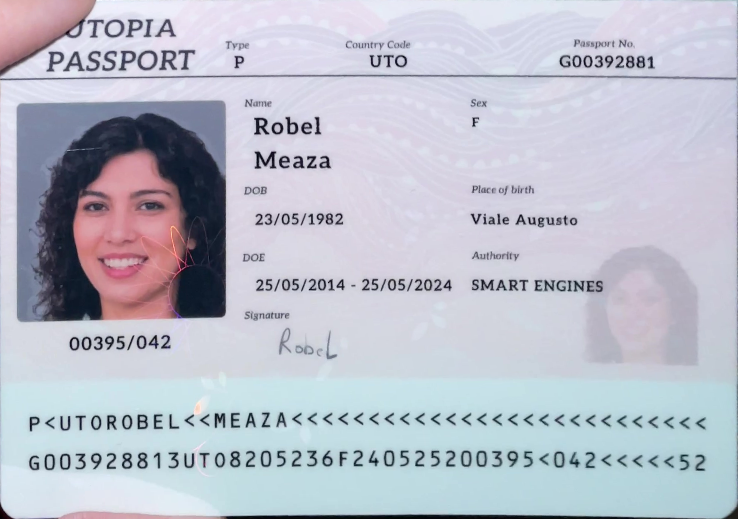 UTOPIA
PASSPORT
Type
P
Country Code
UTO
Passport No.
G00392881
Name
Robel
Meaza
Sex
F
DOB
23/05/1982
Place of birth
Viale Augusto
DOE
25/05/2014 - 25/05/2024
Authority
SMART ENGINES
Signature
Robel
00395/042
P<UTOROBEL<<MEAZA<<<<<<<<<<<<<<<<<<<<<<<<<<<
G003928813UTO8205236F240525200395<042<<<<<52